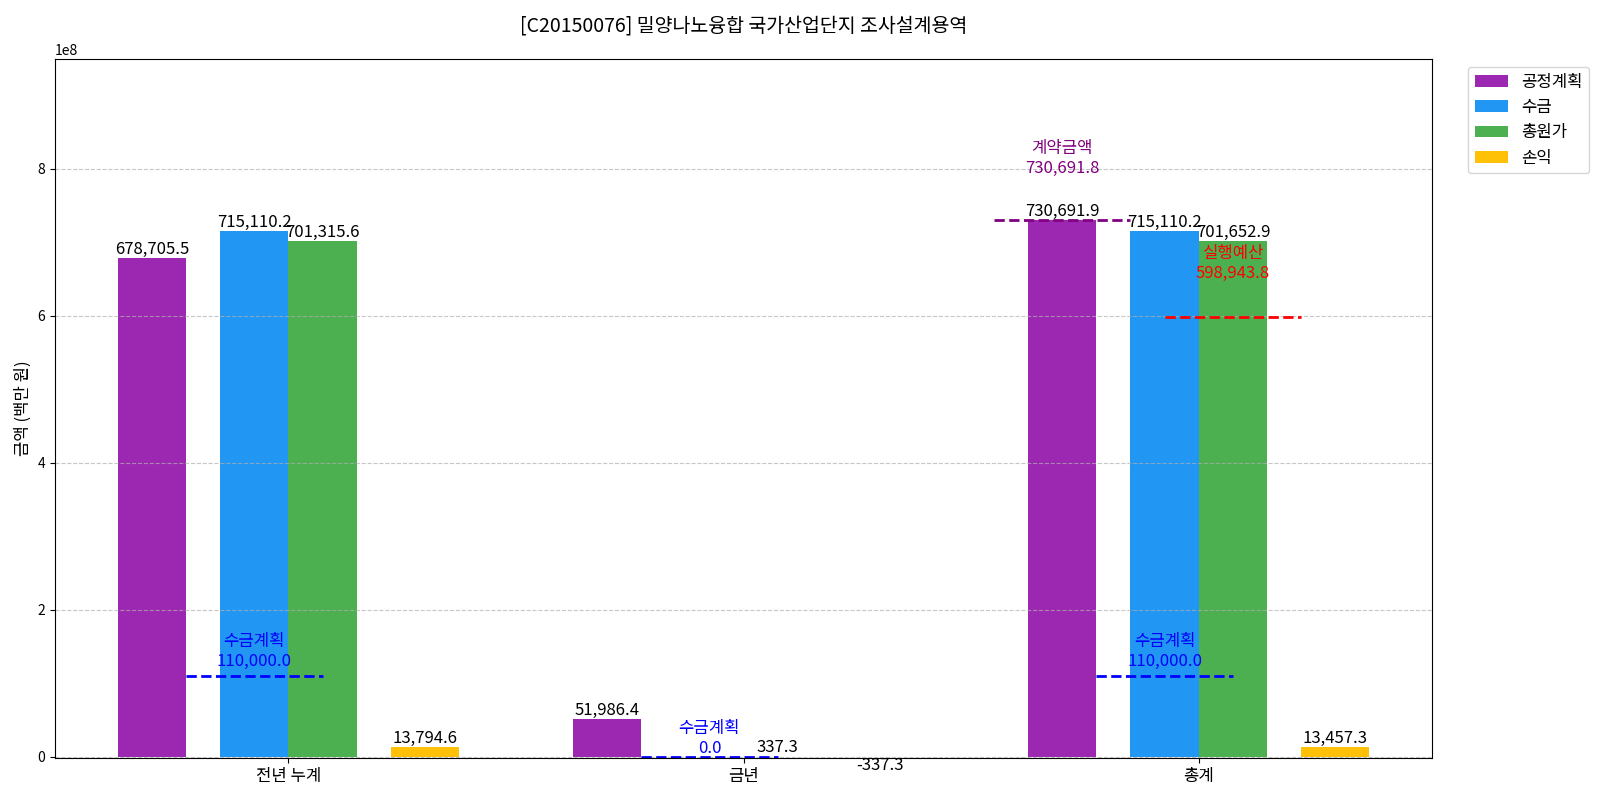 [C20150076] 밀양나노융합 국가산업단지 조사설계용역
1e8
공정계획
수금
총원가
손익
금액 (백만 원)
8
6
4
2
0
678,705.5
715,110.2
701,315.6
수금계획
110,000.0
13,794.6
51,986.4
수금계획
0.0
337.3
-337.3
계약금액
730,691.8
730,691.9
715,110.2
701,652.9
실행예산
598,943.8
수금계획
110,000.0
13,457.3
전년 누계
금년
총계